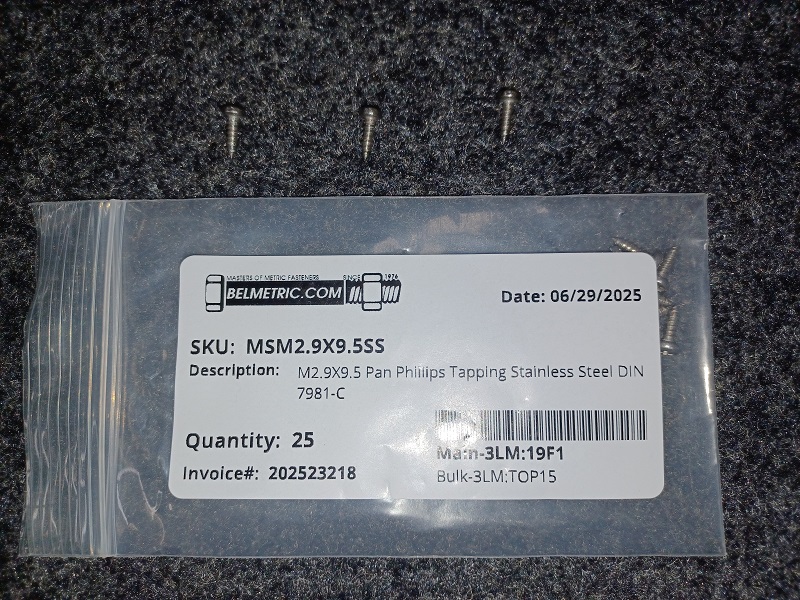 MASTERS OF METRIC FASTENERS SINCE 1976
BELMETRIC.COM
Date: 06/29/2025
SKU: MSM2.9X9.5SS
Description: M2.9X9.5 Pan Phillips Tapping Stainless Steel DIN
7981-C
Quantity: 25
Main-3LM:19F1
Invoice#: 202523218
Bulk-3LM:TOP15